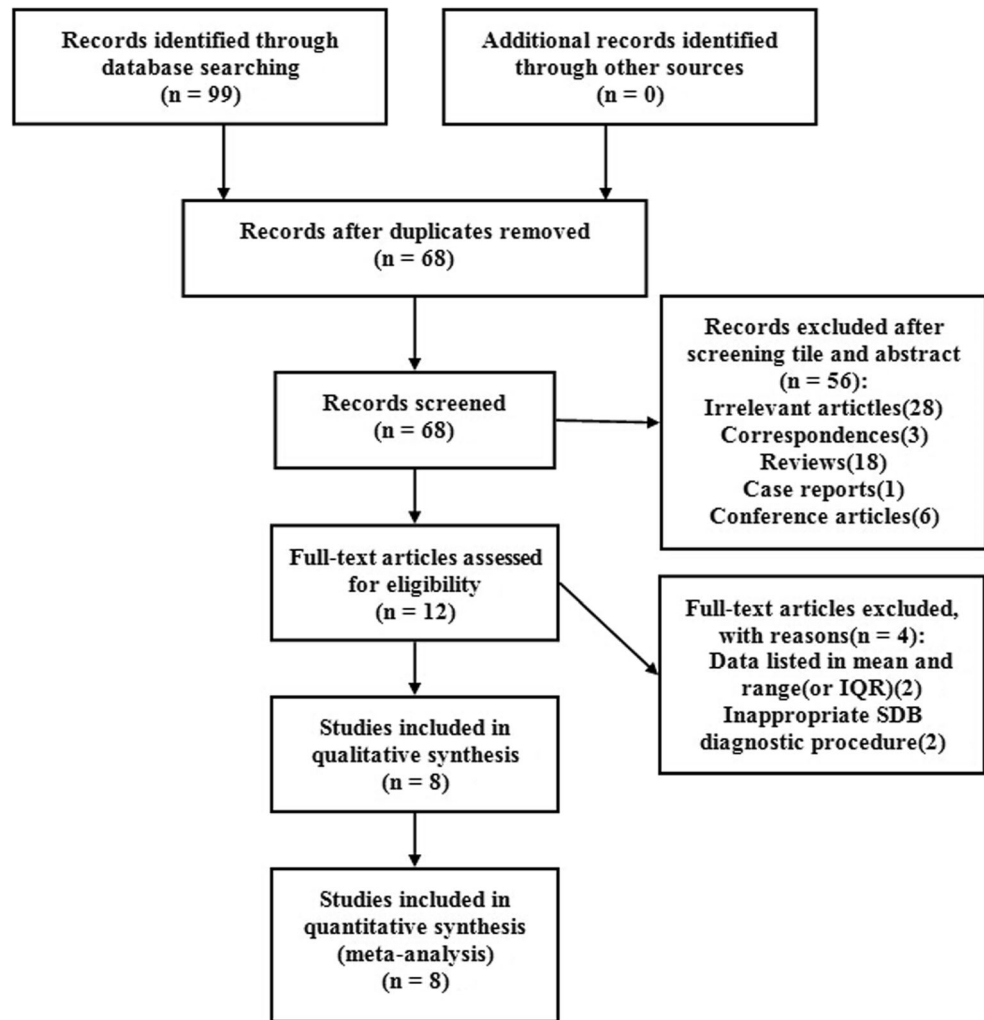 Records identified through
database searching
(n = 99)
Additional records identified
through other sources
(n = 0)
Records after duplicates removed
(n = 68)
Records screened
(n = 68)
Records excluded after
screening tile and abstract
(n = 56):
Irrelevant artictles(28)
Correspondences(3)
Reviews(18)
Case reports(1)
Conference articles(6)
Full-text articles assessed
for eligibility
(n = 12)
Full-text articles excluded,
with reasons(n = 4):
Data listed in mean and
range(or IQR)(2)
Inappropriate SDB
diagnostic procedure(2)
Studies included in
qualitative synthesis
(n = 8)
Studies included in
quantitative synthesis
(meta-analysis)
(n = 8)